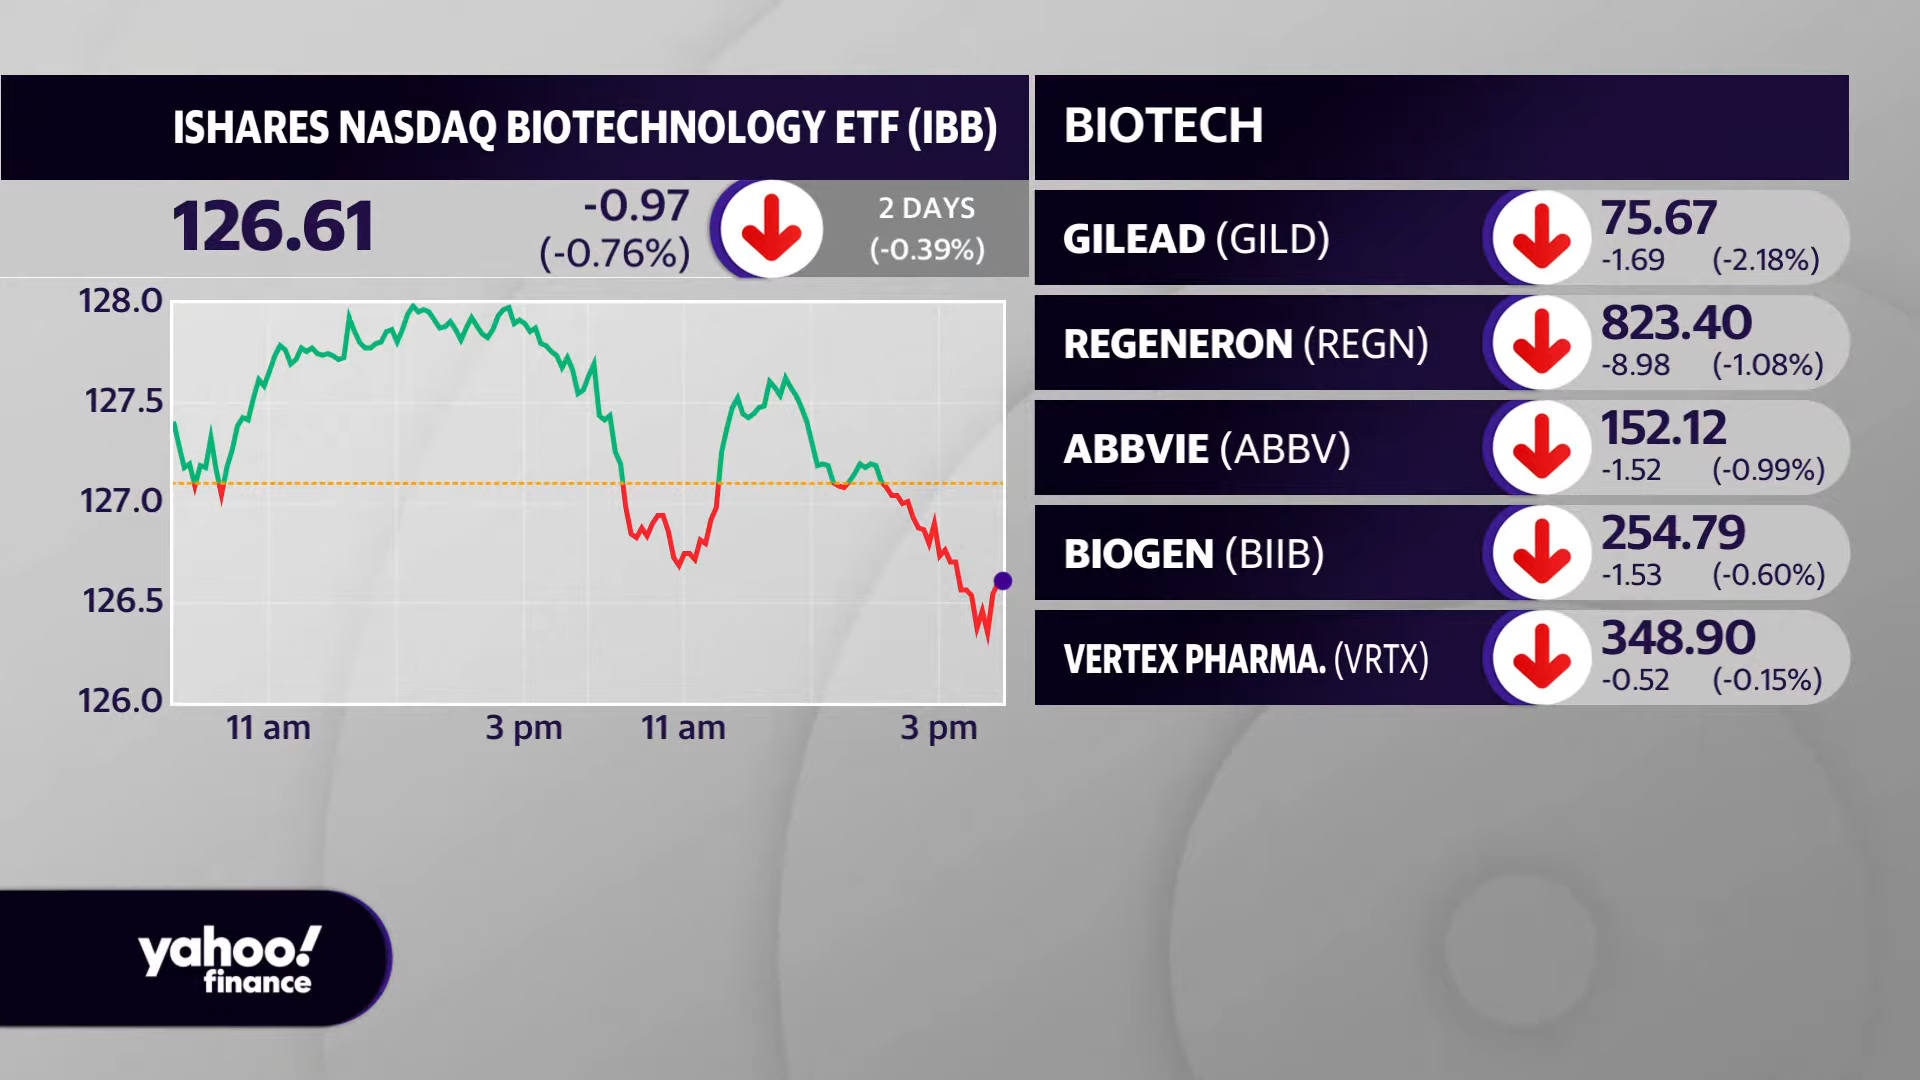 ISHARES NASDAQ BIOTECHNOLOGY ETF (IBB)
126.61
-0.97
(-0.76%)
2 DAYS
(-0.39%)
128.0
127.5
127.0
126.5
126.0
11 am
3 pm
11 am
3 pm
BIOTECH
GILEAD (GILD)
75.67
-1.69 (-2.18%)
REGENERON (REGN)
823.40
-8.98 (-1.08%)
ABBVIE (ABBV)
152.12
-1.52 (-0.99%)
BIOGEN (BIIB)
254.79
-1.53 (-0.60%)
VERTEX PHARMA. (VRTX)
348.90
-0.52 (-0.15%)
yahoo!
finance